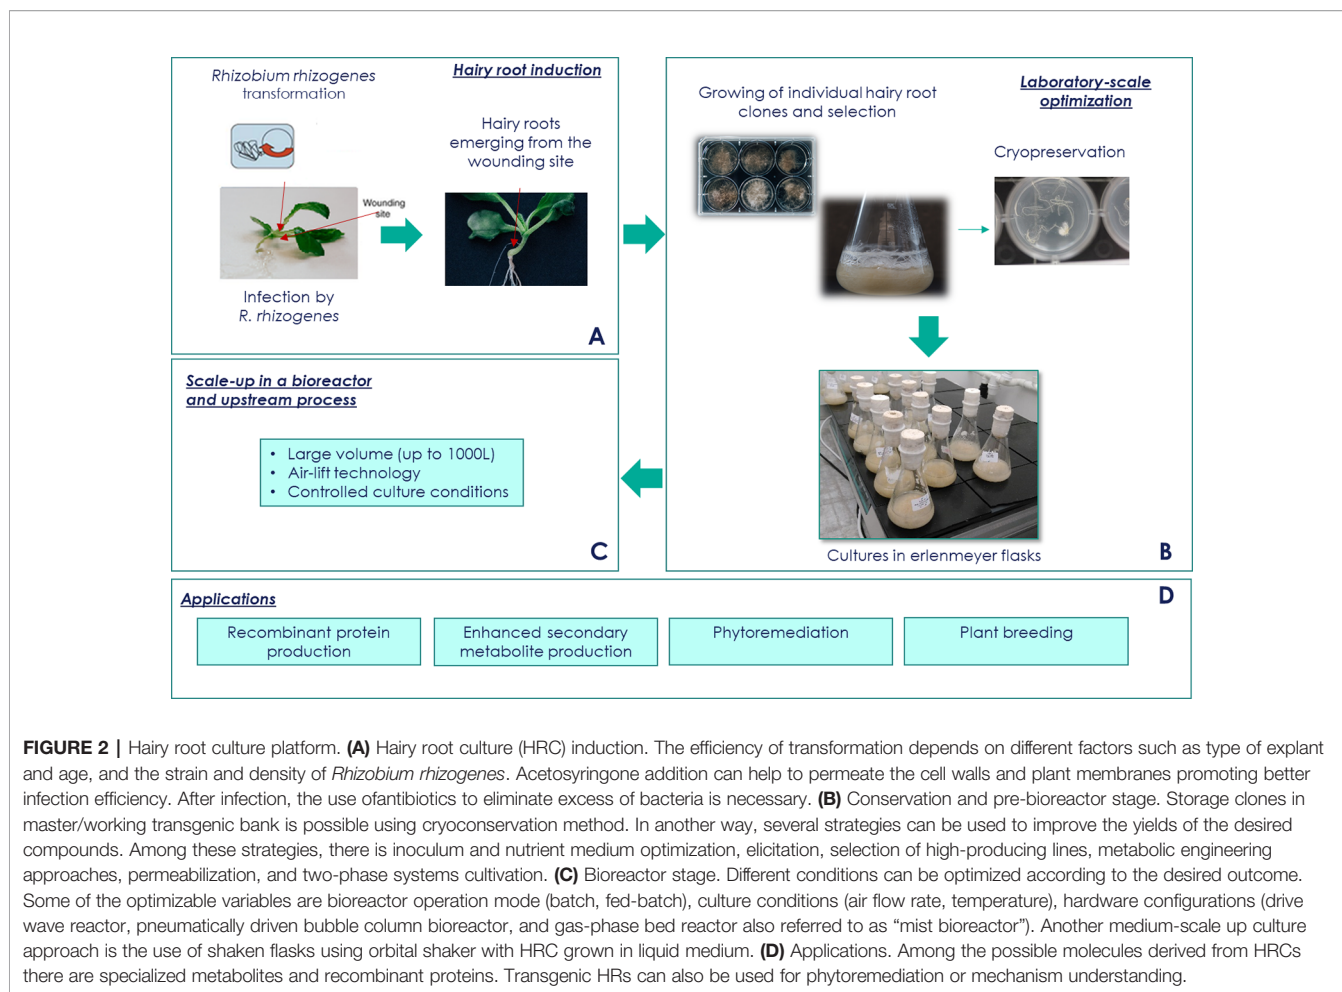 Rhizobium rhizogenes
transformation
Hairy root induction
Hairy roots
emerging from the
wounding site
Wounding
site
Infection by
R. rhizogenes
A
Laboratory-scale
optimization
Growing of individual hairy root
clones and selection
Cryopreservation
Cultures in erlenmeyer flasks
B
Scale-up in a bioreactor
and upstream process
• Large volume (up to 1000L)
• Air-lift technology
• Controlled culture conditions
C
Applications
D
Recombinant protein
production
Enhanced secondary
metabolite production
Phytoremediation
Plant breeding
FIGURE 2 | Hairy root culture platform. (A) Hairy root culture (HRC) induction. The efficiency of transformation depends on different factors such as type of explant
and age, and the strain and density of Rhizobium rhizogenes. Acetosyringone addition can help to permeate the cell walls and plant membranes promoting better
infection efficiency. After infection, the use ofantibiotics to eliminate excess of bacteria is necessary. (B) Conservation and pre-bioreactor stage. Storage clones in
master/working transgenic bank is possible using cryoconservation method. In another way, several strategies can be used to improve the yields of the desired
compounds. Among these strategies, there is inoculum and nutrient medium optimization, elicitation, selection of high-producing lines, metabolic engineering
approaches, permeabilization, and two-phase systems cultivation. (C) Bioreactor stage. Different conditions can be optimized according to the desired outcome.
Some of the optimizable variables are bioreactor operation mode (batch, fed-batch), culture conditions (air flow rate, temperature), hardware configurations (drive
wave reactor, pneumatically driven bubble column bioreactor, and gas-phase bed reactor also referred to as “mist bioreactor”). Another medium-scale up culture
approach is the use of shaken flasks using orbital shaker with HRC grown in liquid medium. (D) Applications. Among the possible molecules derived from HRCs
there are specialized metabolites and recombinant proteins. Transgenic HRs can also be used for phytoremediation or mechanism understanding.